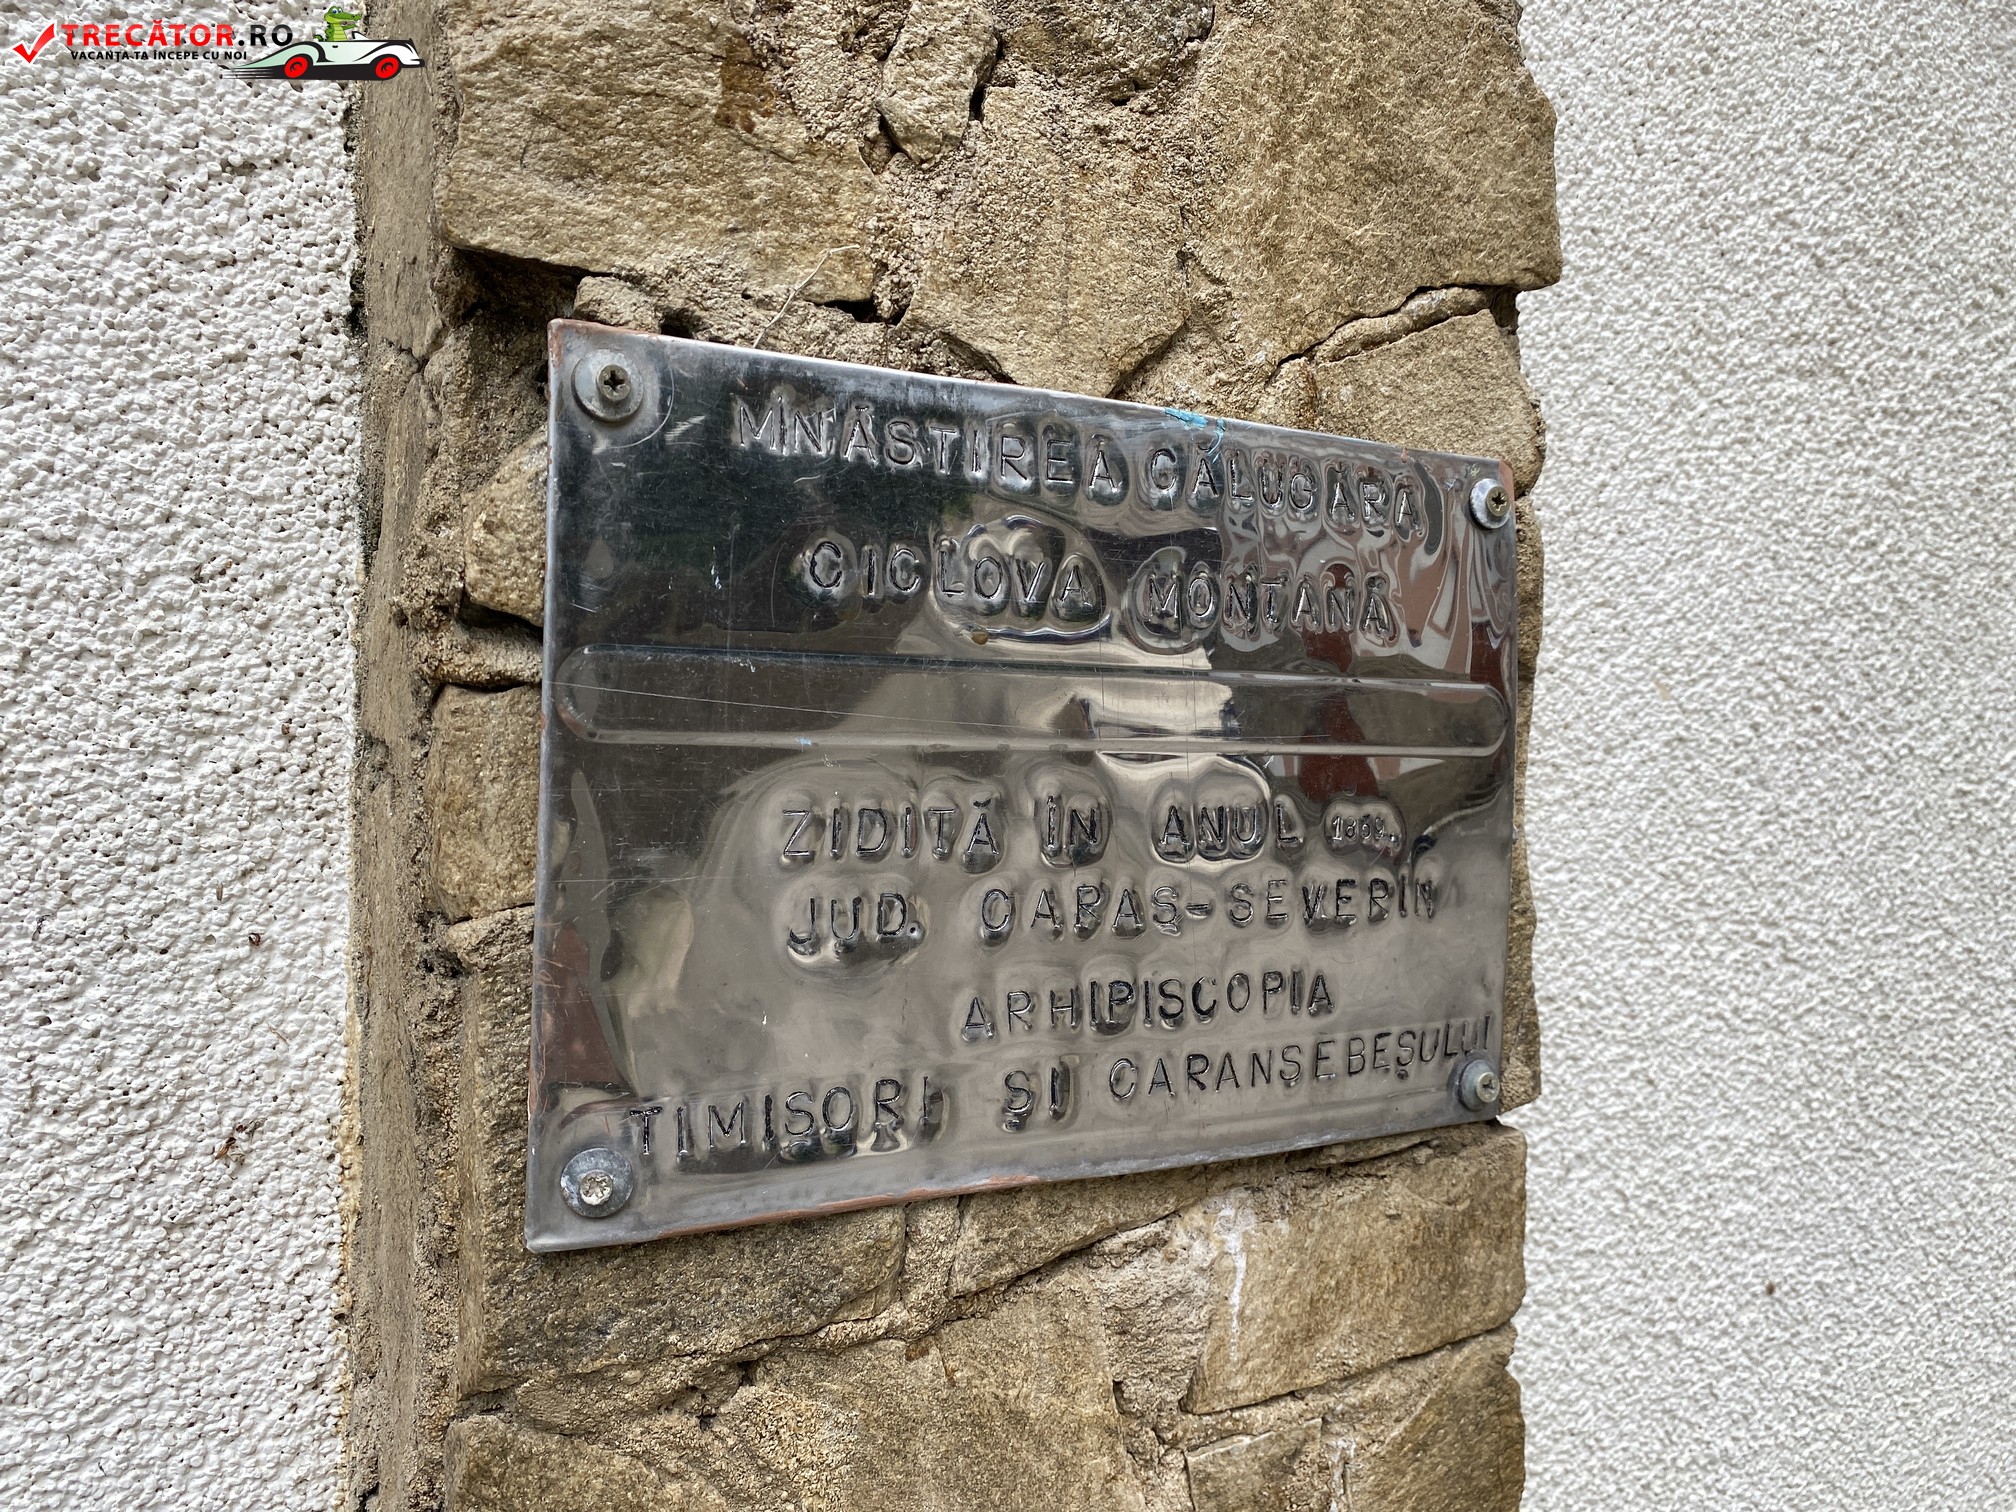 TRECĂTOR.RO
VACANȚA TA ÎNCEPE CU NOI
MNĂSTIREA CĂLUGĂRA
CICLOVA MONTANĂ
ZIDITĂ ÎN ANUL 1859.
JUD. CARAȘ-SEVERIN
ARHIPISCOPIA
TIMISORI ȘI CARANSEBEȘULUI